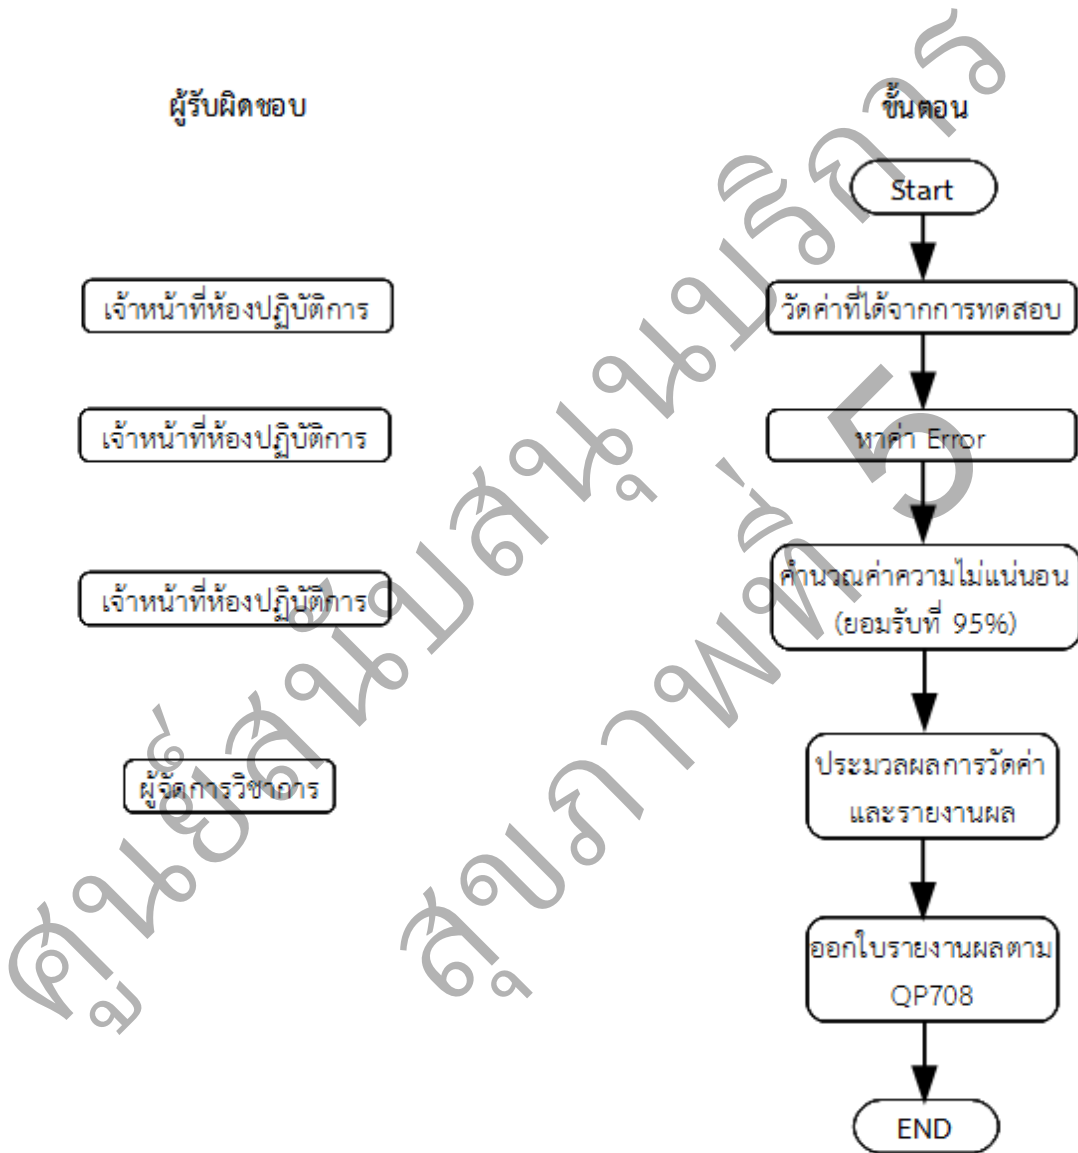 ผู้รับผิดชอบ
ขั้นตอน
Start
เจ้าหน้าที่ห้องปฏิบัติการ
วัดค่าที่ได้จากการทดสอบ
เจ้าหน้าที่ห้องปฏิบัติการ
หาค่า Error
เจ้าหน้าที่ห้องปฏิบัติการ
คำนวณค่าความไม่แน่นอน
(ยอมรับที่ 95%)
ผู้จัดการวิชาการ
ประมวลผลการวัดค่า
และรายงานผล
ออกใบรายงานผลตาม
QP708
END
ศูนย์สนับสนุนบริการ
สุขภาพที่ 5